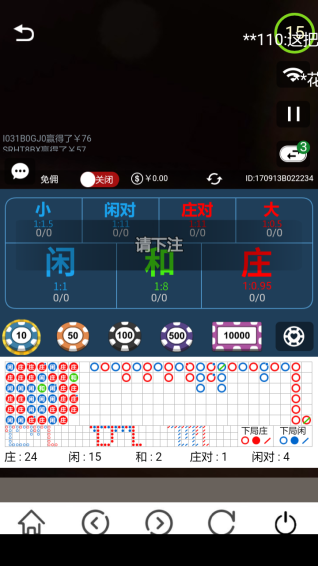 15
**110:这把
**花
I031B0GJ0赢得了￥76
SRHT8BX赢得了￥57
3
免佣
关闭
$ ￥0.00
ID:170913B022234
小 闲对 庄对 大
1:1.5 1:11 1:11 1:0.5
0/0 0/0 0/0 0/0
请下注
闲 和 庄
1:1 1:8 1:0.95
0/0 0/0 0/0
10 50 100 500 10000
下局庄 下局闲
庄 : 24 闲 : 15 和 : 2 庄对 : 1 闲对 : 4